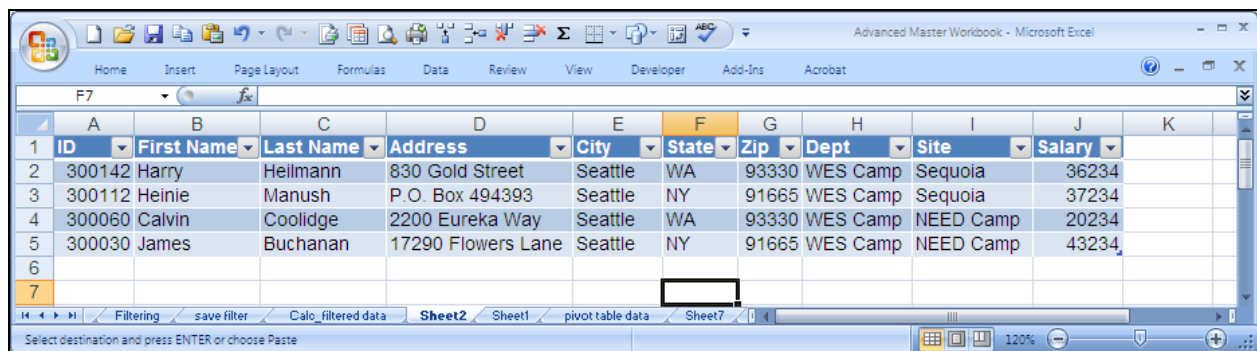 Advanced Master Workbook - Microsoft Excel
Home Insert Page Layout Formulas Data Review View Developer Add-Ins Acrobat
F7 fx
A B C D E F G H I J K
1 ID First Name Last Name Address City State Zip Dept Site Salary
2 300142 Harry Heilmann 830 Gold Street Seattle WA 93330 WES Camp Sequoia 36234
3 300112 Heinie Manush P.O. Box 494393 Seattle NY 91665 WES Camp Sequoia 37234
4 300060 Calvin Coolidge 2200 Eureka Way Seattle WA 93330 WES Camp NEED Camp 20234
5 300030 James Buchanan 17290 Flowers Lane Seattle NY 91665 WES Camp NEED Camp 43234
6
7
Filtering save filter Calc_filtered data Sheet2 Sheet1 pivot table data Sheet7
Select destination and press ENTER or choose Paste 120%